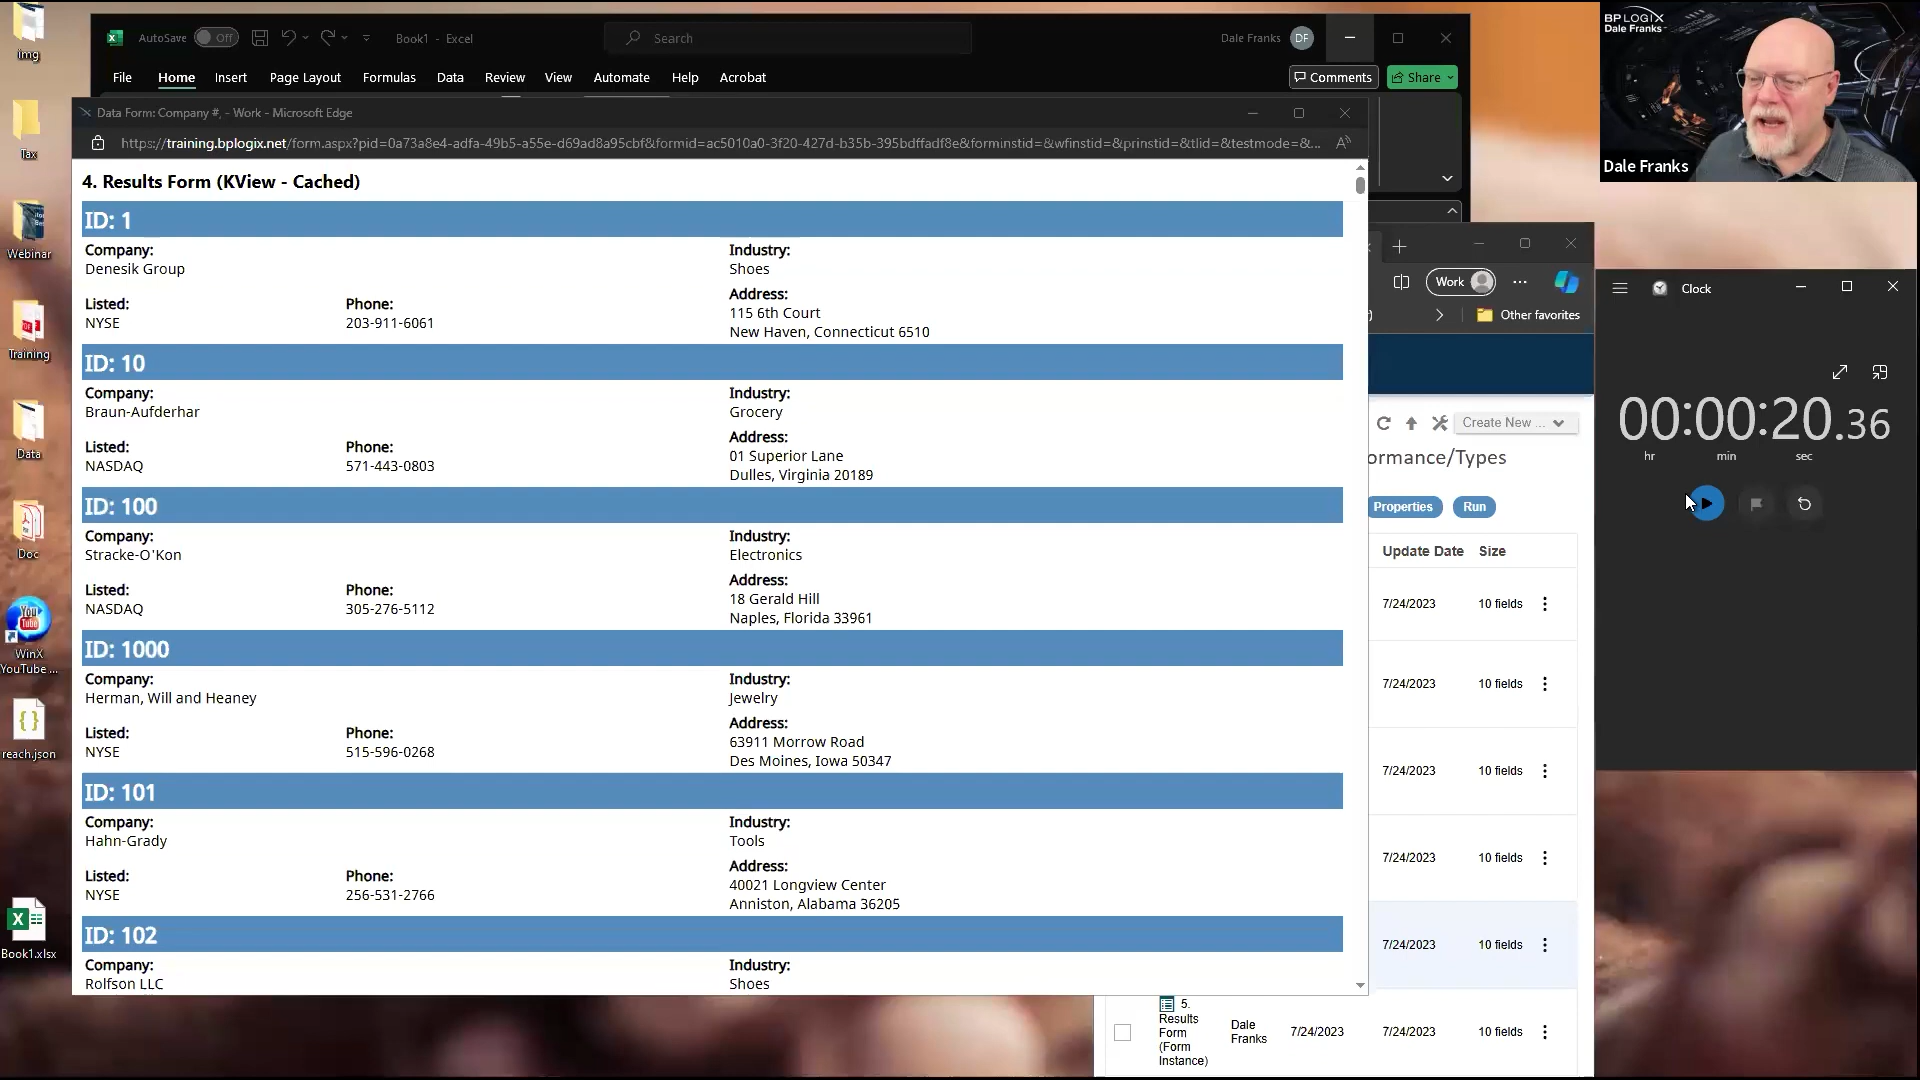 img
Tax
Webinar
Training
Data
Doc
WinX
YouTube ...
reach.json
Book1.xlsx
AutoSave
Off
Book1 - Excel
Search
Dale Franks
DF
File
Home
Insert
Page Layout
Formulas
Data
Review
View
Automate
Help
Acrobat
Comments
Share
Data Form: Company #, - Work - Microsoft Edge
https://training.bplogix.net/form.aspx?pid=0a73a8e4-adfa-49b5-a55e-d69ad8a95cbf&formid=ac5010a0-3f20-427d-b35b-395bdffadf8e&forminstid=&wfinstid=&prinstid=&tlid=&testmode=&...
4. Results Form (KView - Cached)
ID: 1
Company:
Denesik Group
Industry:
Shoes
Listed:
NYSE
Phone:
203-911-6061
Address:
115 6th Court
New Haven, Connecticut 6510
ID: 10
Company:
Braun-Aufderhar
Industry:
Grocery
Listed:
NASDAQ
Phone:
571-443-0803
Address:
01 Superior Lane
Dulles, Virginia 20189
ID: 100
Company:
Stracke-O'Kon
Industry:
Electronics
Listed:
NASDAQ
Phone:
305-276-5112
Address:
18 Gerald Hill
Naples, Florida 33961
ID: 1000
Company:
Herman, Will and Heaney
Industry:
Jewelry
Listed:
NYSE
Phone:
515-596-0268
Address:
63911 Morrow Road
Des Moines, Iowa 50347
ID: 101
Company:
Hahn-Grady
Industry:
Tools
Listed:
NYSE
Phone:
256-531-2766
Address:
40021 Longview Center
Anniston, Alabama 36205
ID: 102
Company:
Rolfson LLC
Industry:
Shoes
Work
Other favorites
Create New ...
ormance/Types
Properties
Run
Update Date
Size
7/24/2023
10 fields
7/24/2023
10 fields
7/24/2023
10 fields
7/24/2023
10 fields
7/24/2023
10 fields
5.
Results
Form
(Form
Instance)
Dale
Franks
7/24/2023
7/24/2023
10 fields
BP LOGIX
Dale Franks
Dale Franks
Clock
00:00:20.36
hr
min
sec